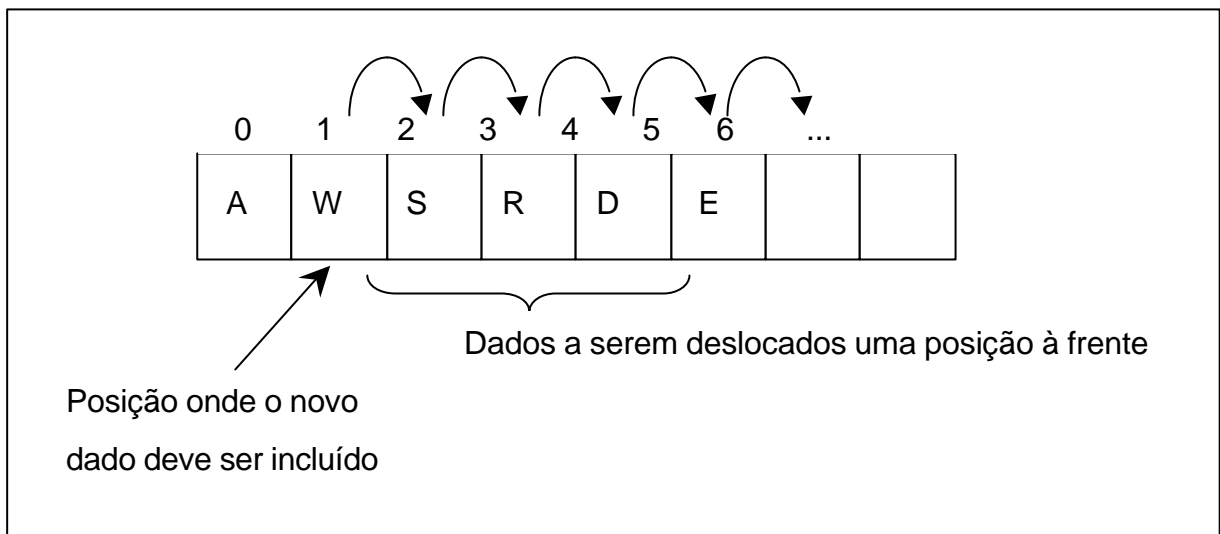 0 1 2 3 4 5 6 ...
A W S R D E
Dados a serem deslocados uma posição à frente
Posição onde o novo
dado deve ser incluído